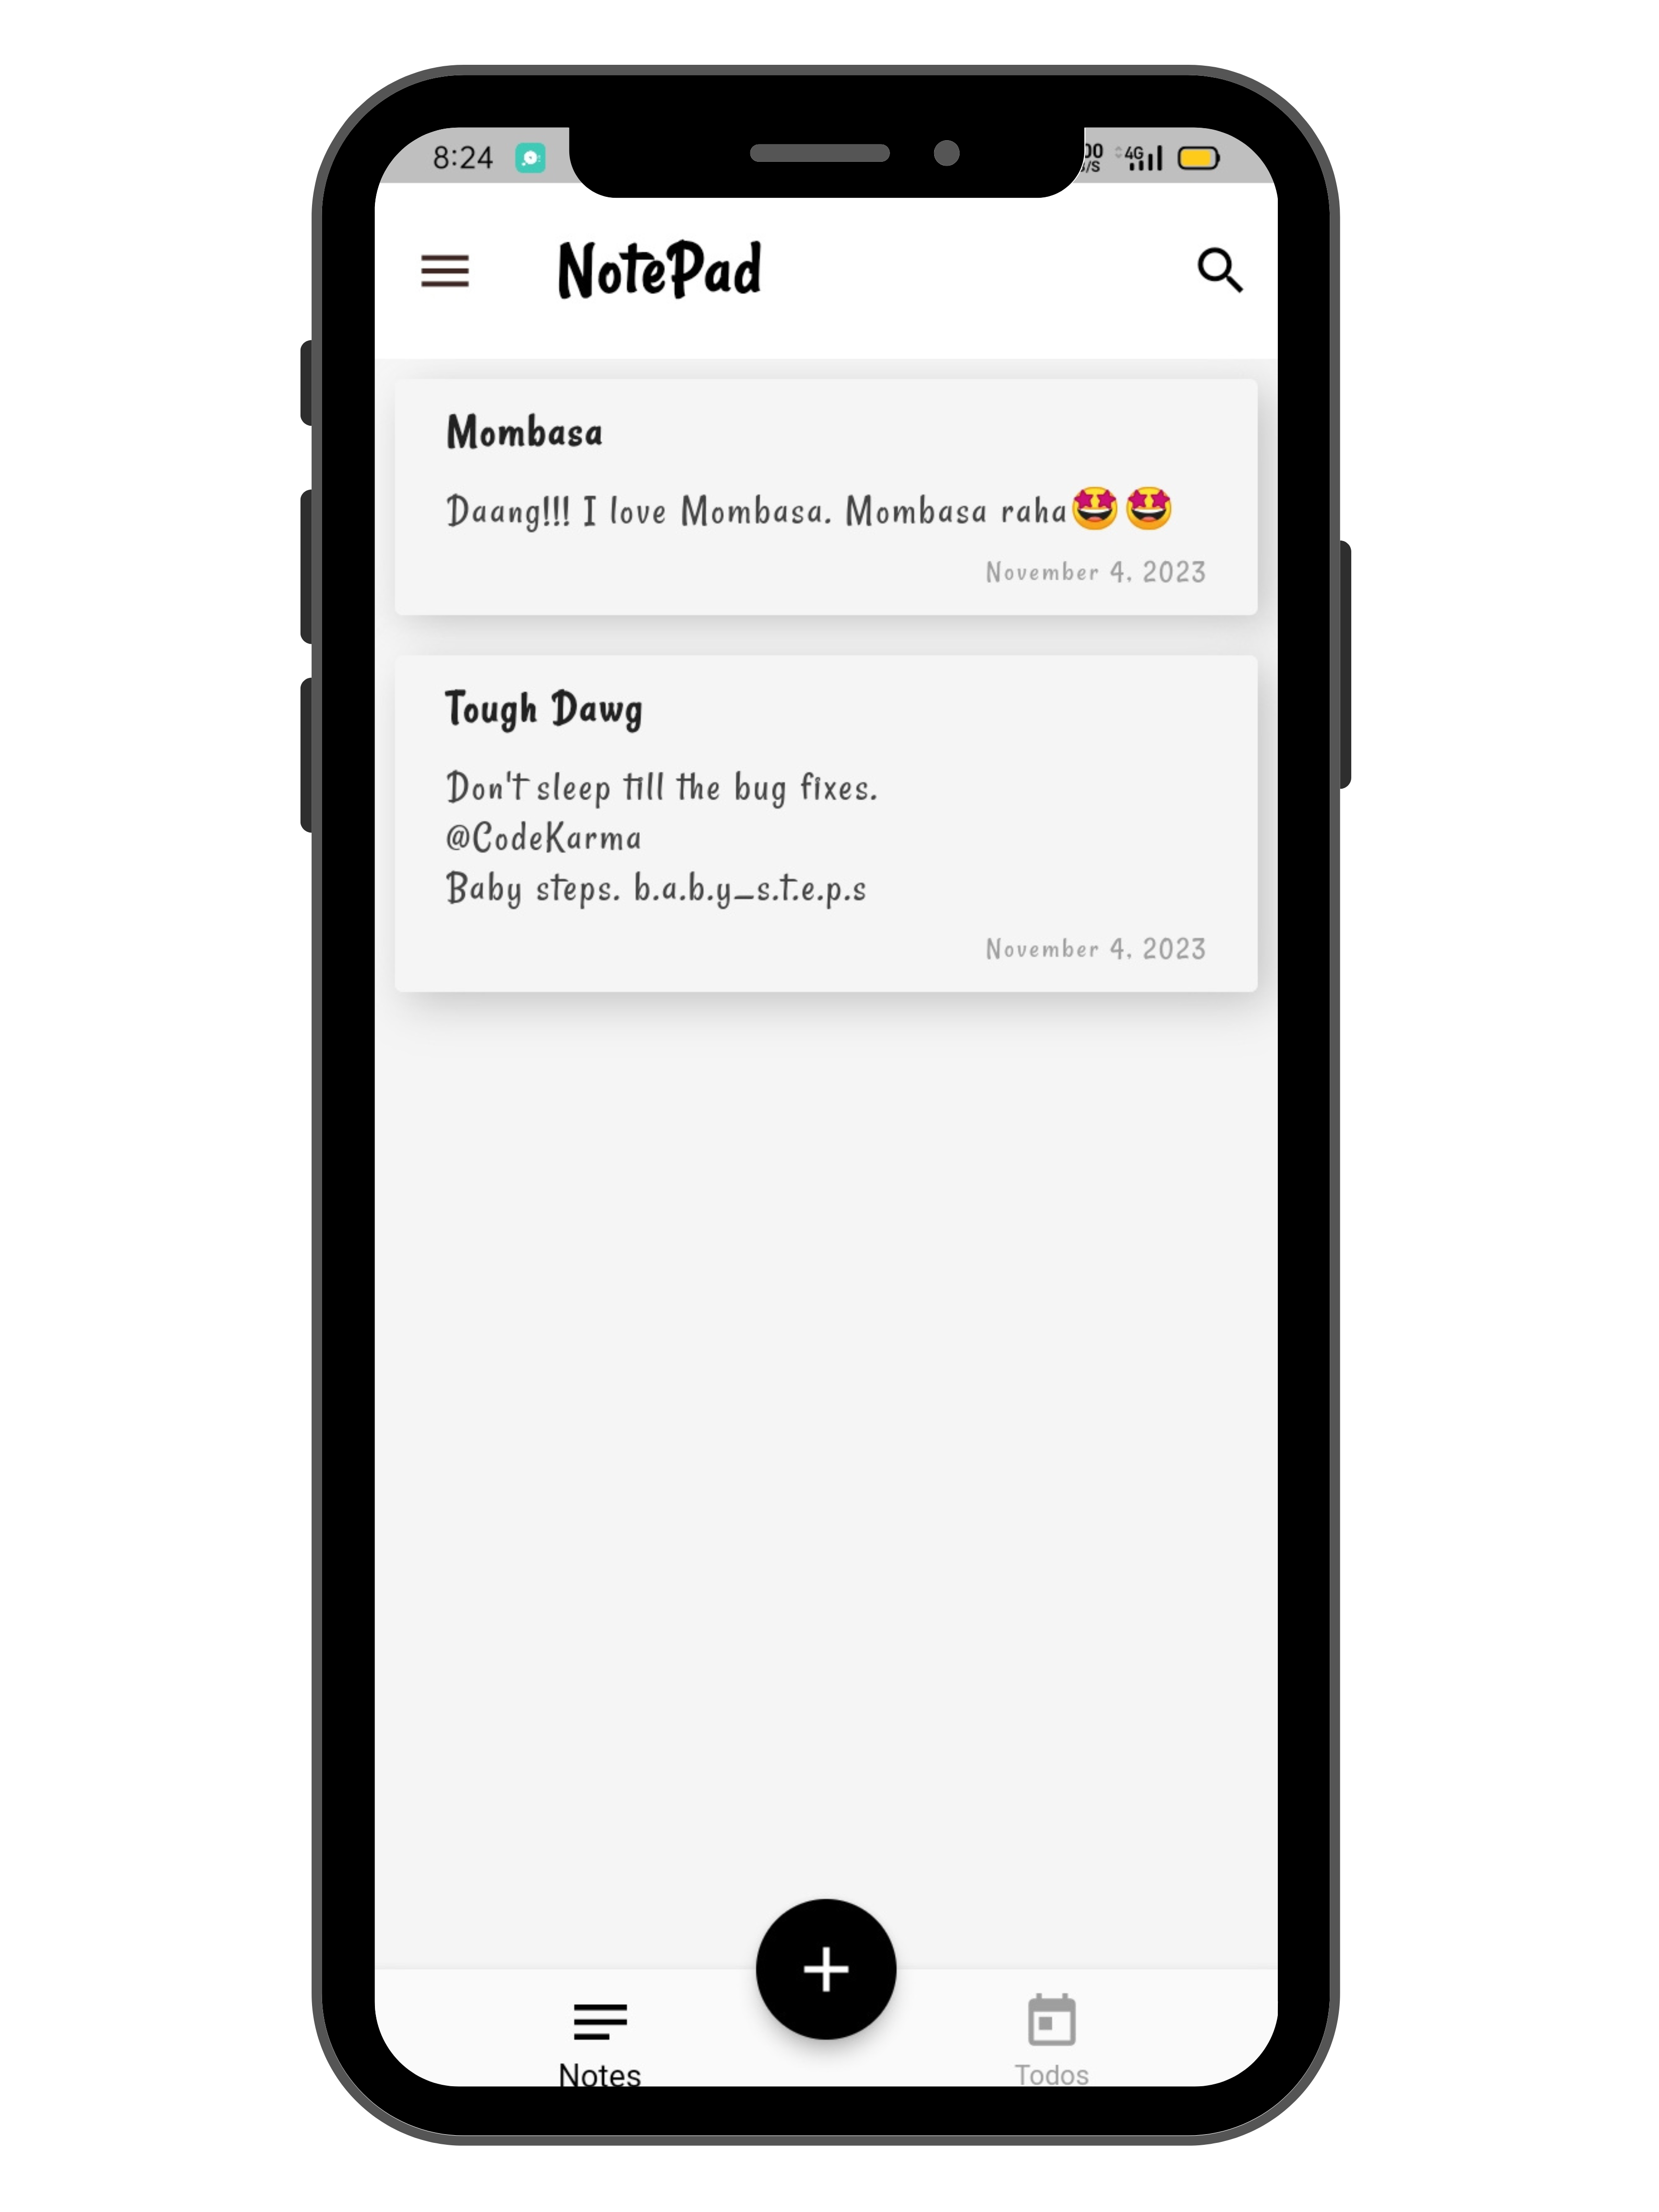 8:24
4G
NotePad
Mombasa
Daang!!! I love Mombasa. Mombasa raha🤩🤩
November 4, 2023
Tough Dawg
Don't sleep till the bug fixes.
@CodeKarma
Baby steps. b.a.b.y_s.t.e.p.s
November 4, 2023
Notes
Todos